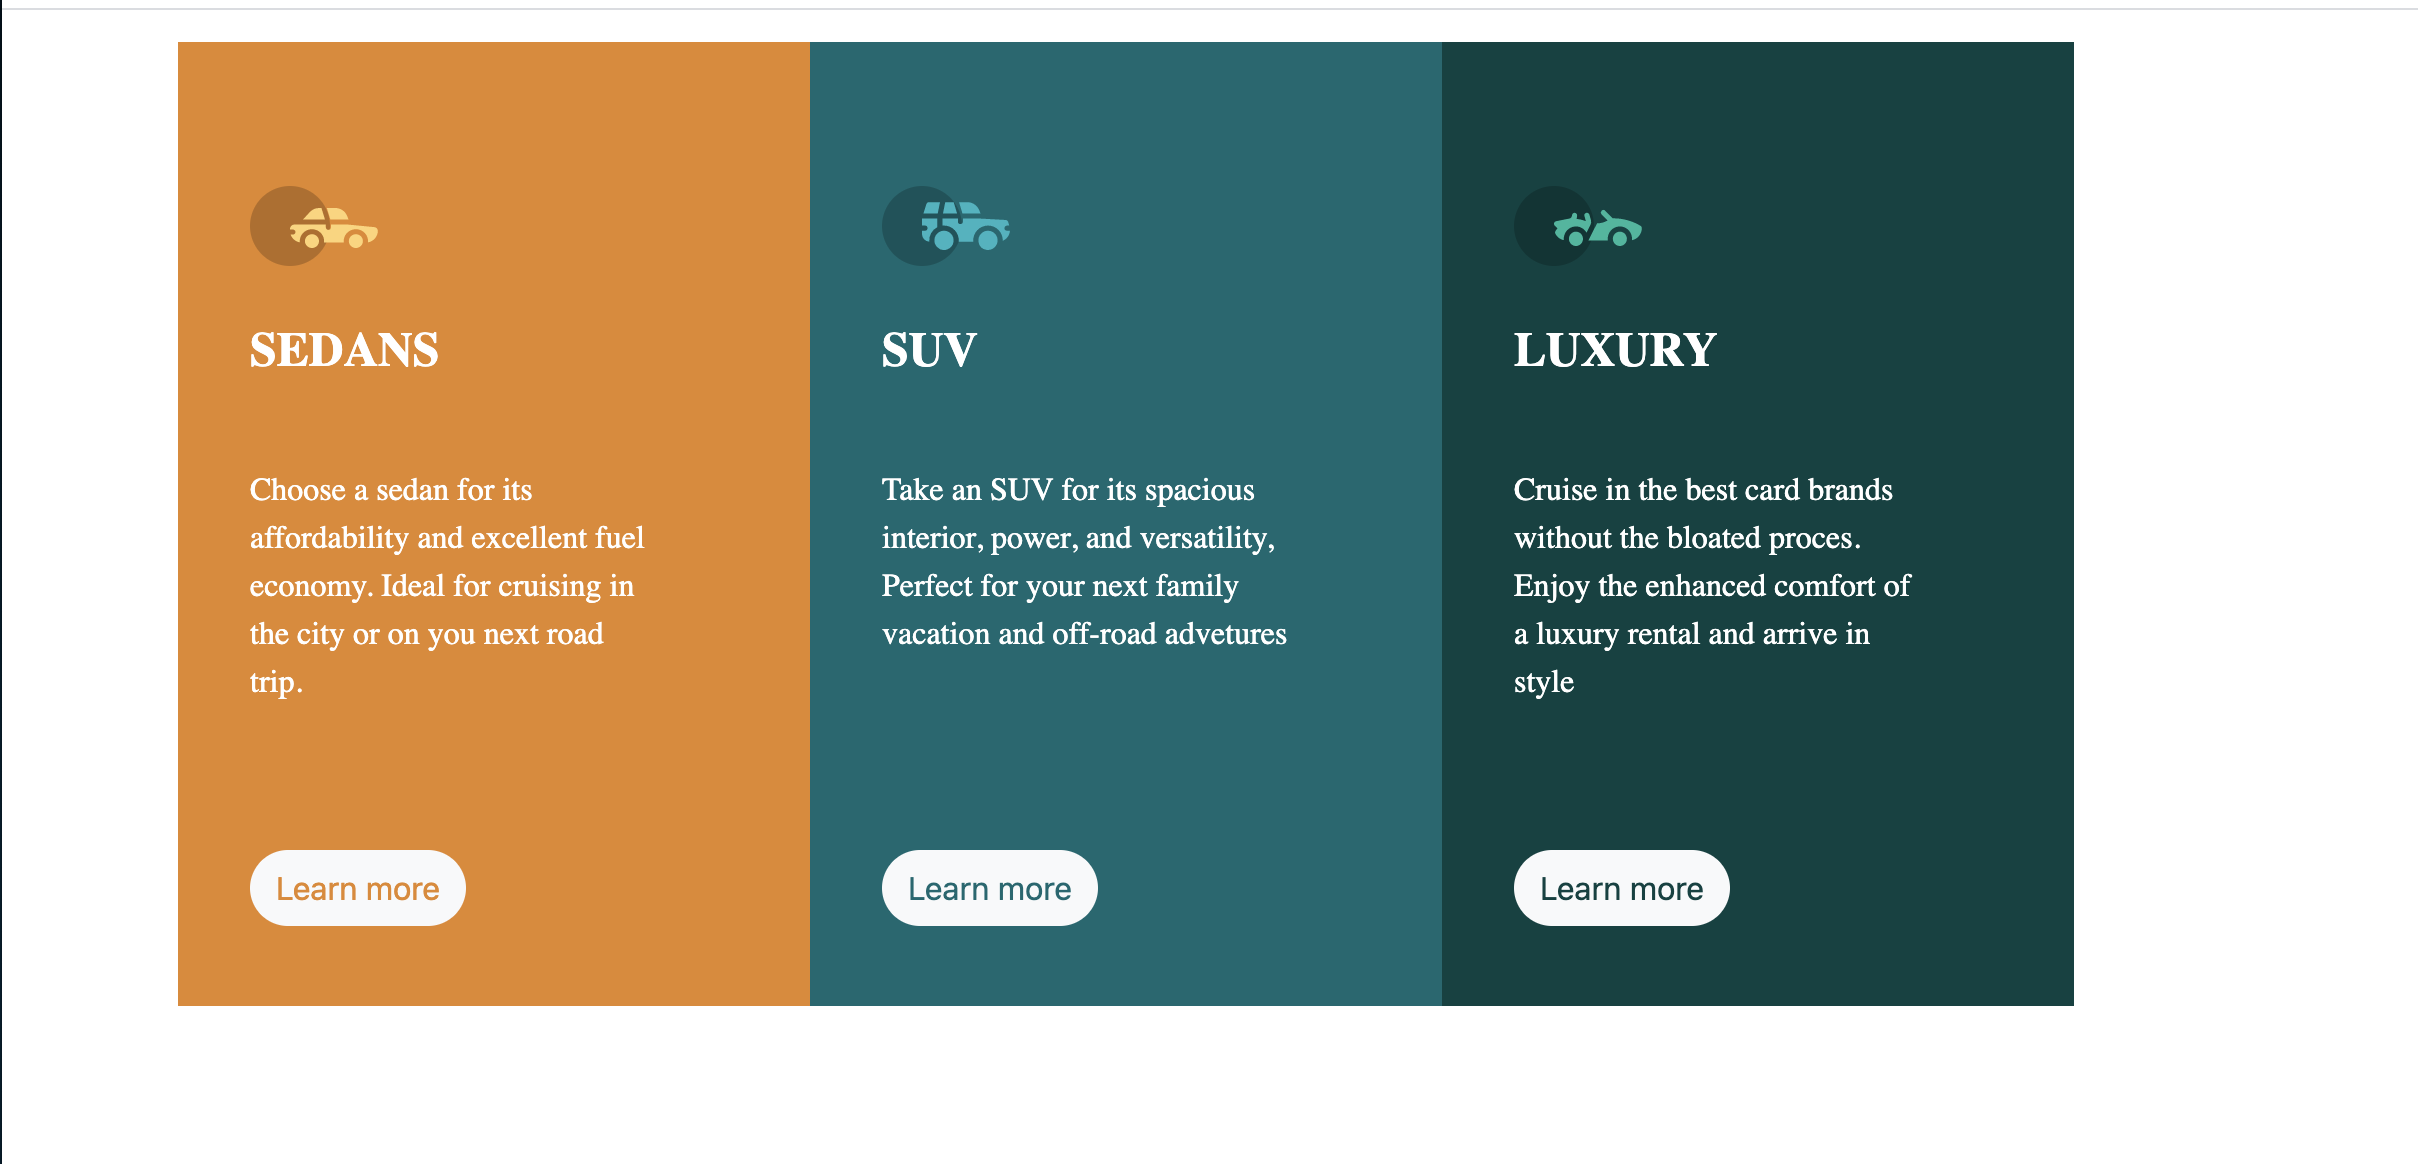 SEDANS
Choose a sedan for its
affordability and excellent fuel
economy. Ideal for cruising in
the city or on you next road
trip.
Learn more
SUV
Take an SUV for its spacious
interior, power, and versatility,
Perfect for your next family
vacation and off-road advetures
Learn more
LUXURY
Cruise in the best card brands
without the bloated proces.
Enjoy the enhanced comfort of
a luxury rental and arrive in
style
Learn more